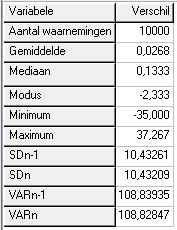 Variabele Verschil
Aantal waarnemingen 10000
Gemiddelde 0,0268
Mediaan 0,1333
Modus -2,333
Minimum -35,000
Maximum 37,267
SDn-1 10,43261
SDn 10,43209
VARn-1 108,83935
VARn 108,82847